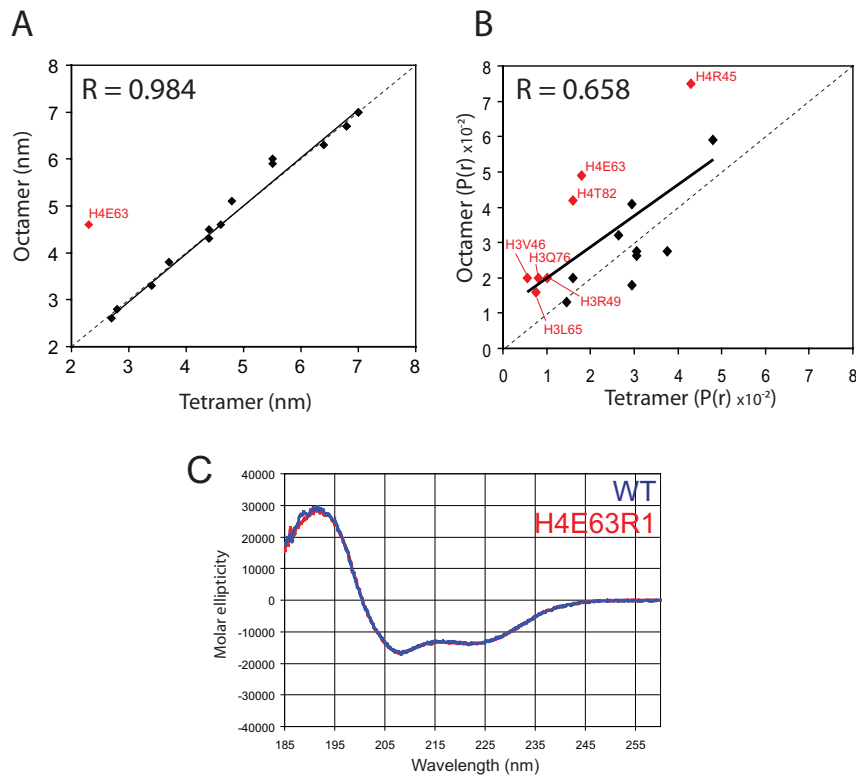 A
R = 0.984
Octamer (nm)
8
7
6
5
4
3
2
H4E63
2 3 4 5 6 7 8
Tetramer (nm)
B
R = 0.658
Octamer (P(r) x10⁻²)
8
7
6
5
4
3
2
1
0
H4R45
H4E63
H4T82
H3V46
H3Q76
H3R49
H3L65
0 1 2 3 4 5 6 7 8
Tetramer (P(r) x10⁻²)
C
WT
H4E63R1
Molar ellipticity
40000
30000
20000
10000
0
-10000
-20000
-30000
-40000
185 195 205 215 225 235 245 255
Wavelength (nm)